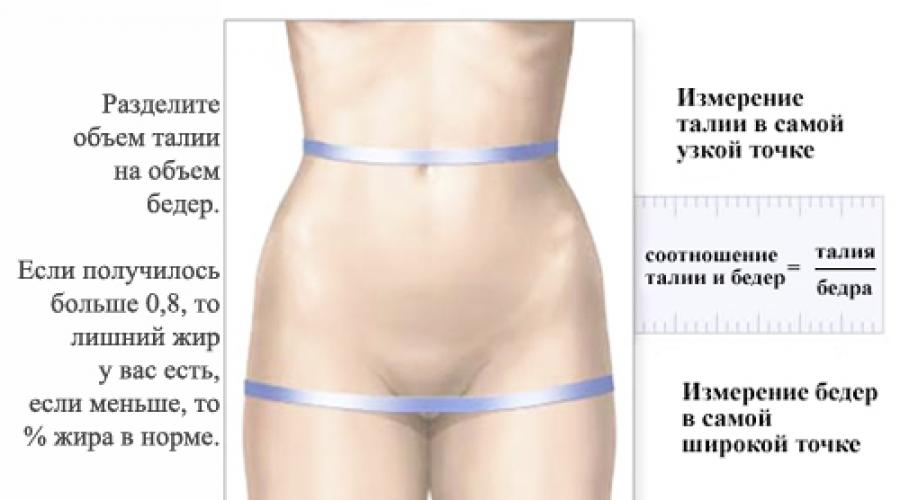 Разделите
объем талии
на объем
бедер.
Если получилось
больше 0,8, то
лишний жир
у вас есть,
если меньше, то
% жира в норме.
Измерение
талии в самой
узкой точке
соотношение
талии и бедер = талия
бедра
Измерение бедер
в самой
широкой точке